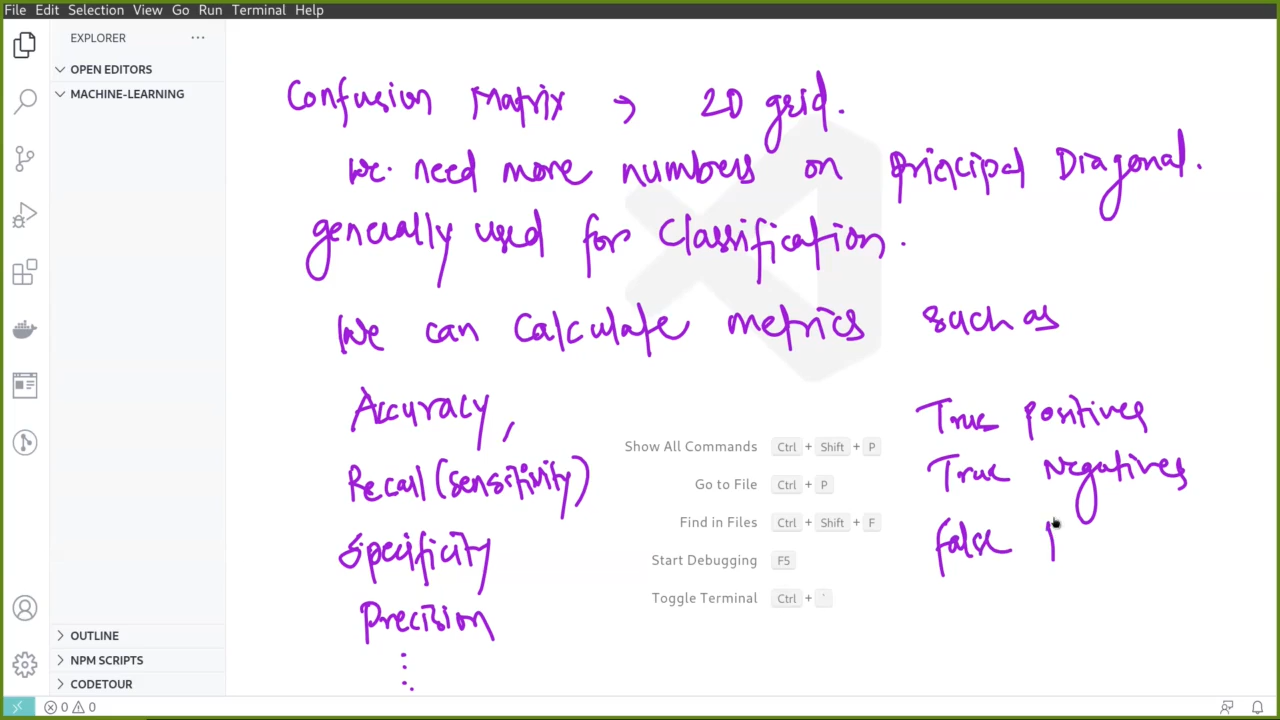 File Edit Selection View Go Run Terminal Help
EXPLORER ...
OPEN EDITORS
MACHINE-LEARNING
Confusion Matrix → 2D grid.
We need more numbers on principal Diagonal.
generally used for Classification.
We can Calculate metrics such as
Accuracy,
Recall (Sensitivity)
Specificity
Precision
⋮
True positives
True Negatives
false p
Show All Commands Ctrl + Shift + P
Go to File Ctrl + P
Find in Files Ctrl + Shift + F
Start Debugging F5
Toggle Terminal Ctrl + `
OUTLINE
NPM SCRIPTS
CODETOUR
0 0